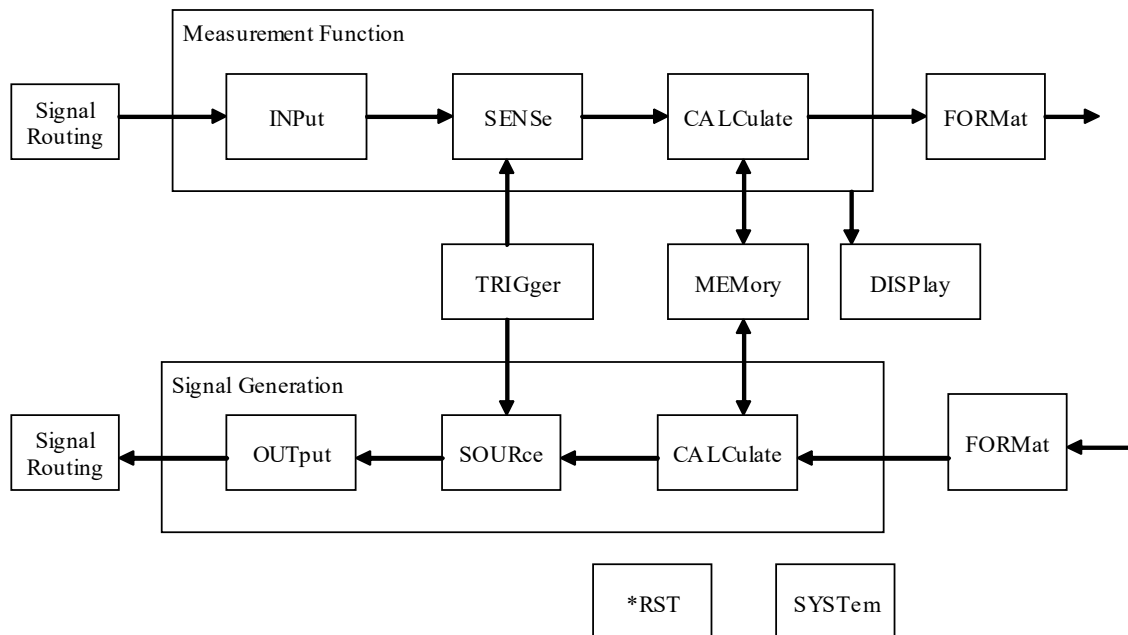 Measurement Function
Signal
Routing
INPut
SENSe
CALCulate
FORMat
TRIGger
MEMory
DISPlay
Signal Generation
Signal
Routing
OUTput
SOURce
CALCulate
FORMat
*RST
SYSTem